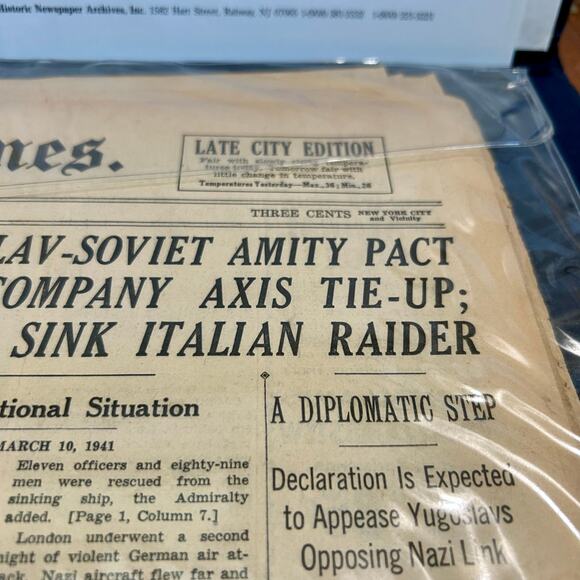 Historic Newspaper Archives, Inc. 1582 Hart Street, Rahway, NJ 07065
mes.
LATE CITY EDITION
Fair with slowly rising tempera-
tures today. Tomorrow fair with
little change in temperature.
Temperatures Yesterday—Max., 36; Min., 26
THREE CENTS NEW YORK CITY
and Vicinity
LAV-SOVIET AMITY PACT
COMPANY AXIS TIE-UP;
SINK ITALIAN RAIDER
tional Situation
MARCH 10, 1941
Eleven officers and eighty-nine
men were rescued from the
sinking ship, the Admiralty
added. [Page 1, Column 7.]
London underwent a second
night of violent German air at-
ack. Nazi aircraft flew far and
A DIPLOMATIC STEP
Declaration Is Expected
to Appease Yugoslavs
Opposing Nazi Link